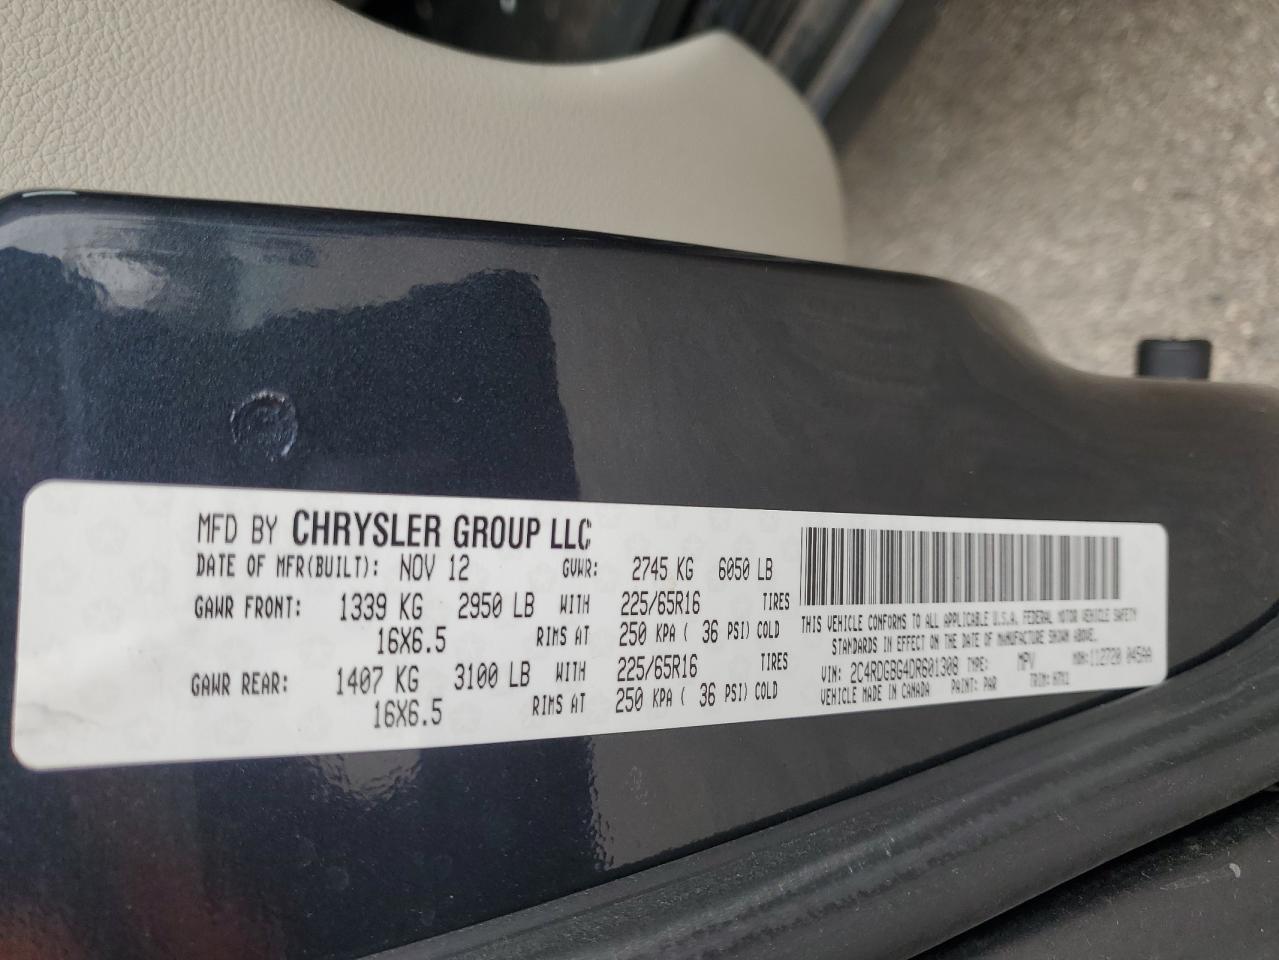 MFD BY CHRYSLER GROUP LLC
DATE OF MFR(BUILT): NOV 12 GVWR: 2745 KG 6050 LB
GAWR FRONT: 1339 KG 2950 LB WITH 225/65R16 TIRES
16X6.5 RIMS AT 250 KPA ( 36 PSI) COLD
GAWR REAR: 1407 KG 3100 LB WITH 225/65R16 TIRES
16X6.5 RIMS AT 250 KPA ( 36 PSI) COLD
THIS VEHICLE CONFORMS TO ALL APPLICABLE U.S.A. FEDERAL MOTOR VEHICLE SAFETY
STANDARDS IN EFFECT ON THE DATE OF MANUFACTURE SHOWN ABOVE.
VIN: 2C4RDGBG4DR601308 TYPE: MPV MDH: 112720 045AA
VEHICLE MADE IN CANADA PAINT: PAR TRIM: